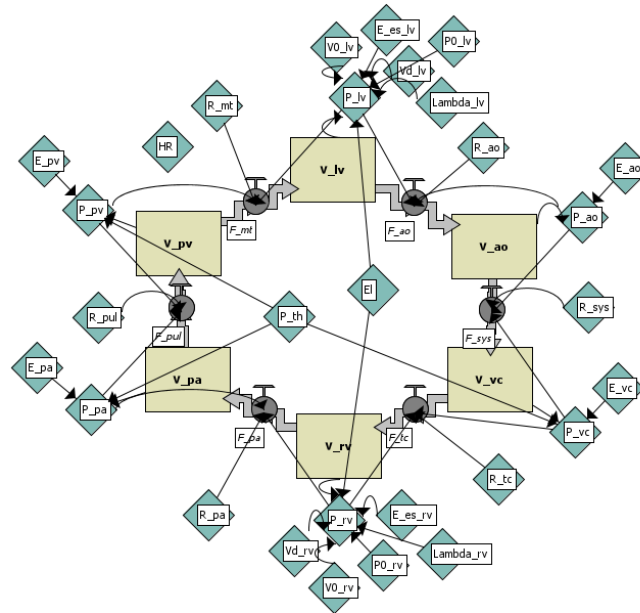 E_es_lv
V0_lv
P0_lv
Vd_lv
P_lv
Lambda_lv
R_mt
HR
R_ao
E_pv
E_ao
V_lv
P_pv
P_ao
F_mt
F_ao
V_pv
V_ao
El
R_pul
P_th
R_sys
F_pul
F_sys
E_pa
V_pa
V_vc
E_vc
P_pa
P_vc
F_pa
F_tc
V_rv
R_pa
R_tc
E_es_rv
P_rv
Vd_rv
Lambda_rv
P0_rv
V0_rv